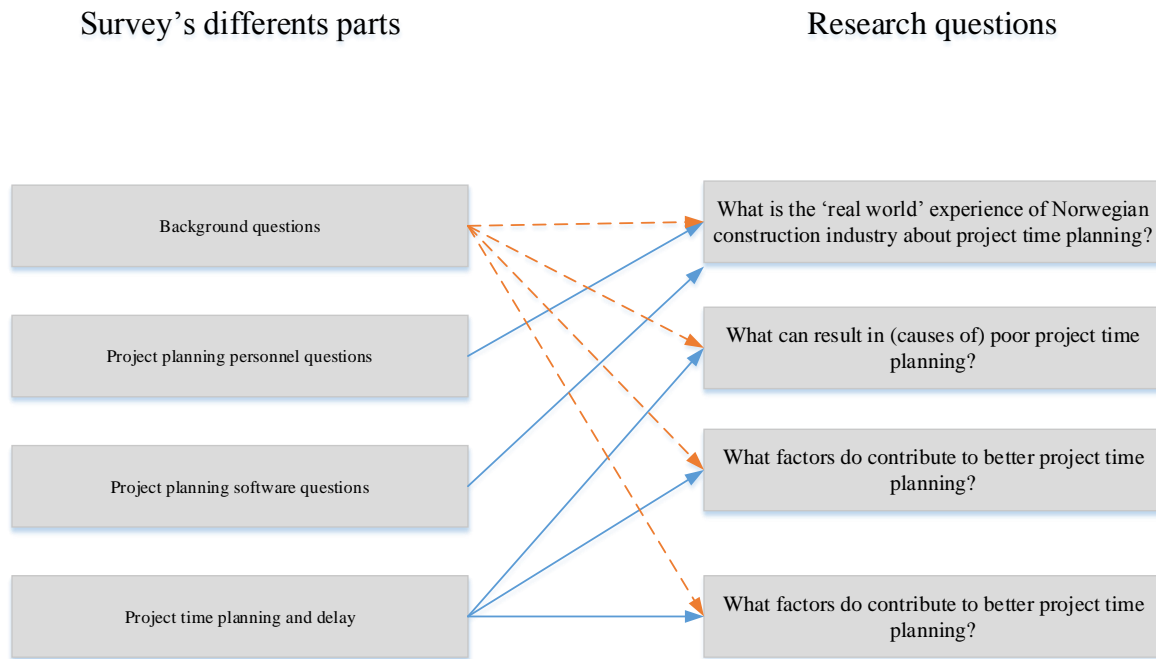 Survey’s differents parts
Research questions
Background questions
Project planning personnel questions
Project planning software questions
Project time planning and delay
What is the ‘real world’ experience of Norwegian
construction industry about project time planning?
What can result in (causes of) poor project time
planning?
What factors do contribute to better project time
planning?
What factors do contribute to better project time
planning?